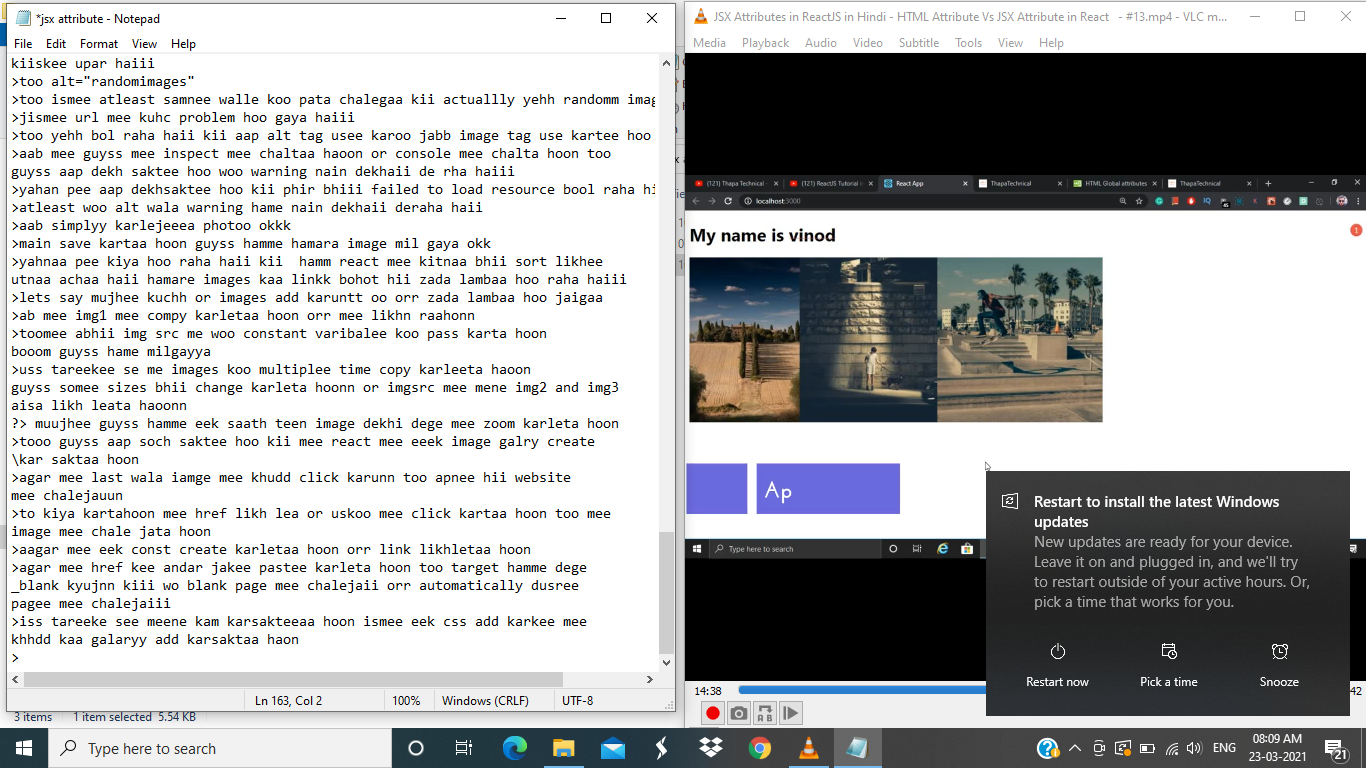 *jsx attribute - Notepad
File Edit Format View Help
kiiskee upar haiii
>too alt="randomimages"
>too ismee atleast samnee walle koo pata chalegaa kii actuallly yehh randomm imag
>jismee url mee kuhc problem hoo gaya haiii
>too yehh bol raha haii kii aap alt tag usee karoo jabb image tag use kartee hoo
>aab mee guyss mee inspect mee chaltaa haoon or console mee chalta hoon too
guyss aap dekh saktee hoo woo warning nain dekhaii de rha haiii
>yahan pee aap dekhsaktee hoo kii phir bhiii failed to load resource bool raha hi
>atleast woo alt wala warning hame nain dekhaii deraha haii
>aab simplyy karlejeeea photoo okkk
>main save kartaa hoon guyss hamme hamara image mil gaya okk
>yahnaa pee kiya hoo raha haii kii  hamm react mee kitnaa bhii sort likhee
utnaa achaa haii hamare images kaa linkk bohot hii zada lambaa hoo raha haiii
>lets say mujhee kuchh or images add karuntt oo orr zada lambaa hoo jaigaa
>ab mee img1 mee compy karletaa hoon orr mee likhn raahonn
>toomee abhii img src me woo constant varibalee koo pass karta hoon
booom guyss hame milgayya
>uss tareekee se me images koo multiplee time copy karleeta haoon
guyss somee sizes bhii change karleta hoonn or imgsrc mee mene img2 and img3
aisa likh leata haoonn
?> muujhee guyss hamme eek saath teen image dekhi dege mee zoom karleta hoon
>tooo guyss aap soch saktee hoo kii mee react mee eeek image galry create
\kar saktaa hoon
>agar mee last wala iamge mee khudd click karunn too apnee hii website
mee chalejauun
>to kiya kartahoon mee href likh lea or uskoo mee click kartaa hoon too mee
image mee chale jata hoon
>aagar mee eek const create karletaa hoon orr link likhletaa hoon
>agar mee href kee andar jakee pastee karleta hoon too target hamme dege
_blank kyujnn kiii wo blank page mee chalejaii orr automatically dusree
pagee mee chalejaiii
>iss tareeke see meene kam karsakteeaa hoon ismee eek css add karkee mee
khhdd kaa galaryy add karsaktaa haon
>
Ln 163, Col 2 100% Windows (CRLF) UTF-8
3 items 1 item selected 5.54 KB
JSX Attributes in ReactJS in Hindi - HTML Attribute Vs JSX Attribute in React - #13.mp4 - VLC m...
Media Playback Audio Video Subtitle Tools View Help
(121) Thapa Technical - (121) ReactJS Tutorial in React App ThapaTechnical HTML Global attributes ThapaTechnical
localhost:3000
My name is vinod
1
Ap
Type here to search
Restart to install the latest Windows
updates
New updates are ready for your device.
Leave it on and plugged in, and we'll try
to restart outside of your active hours. Or,
pick a time that works for you.
Restart now Pick a time Snooze
14:38 42
Type here to search
ENG 08:09 AM
23-03-2021
21